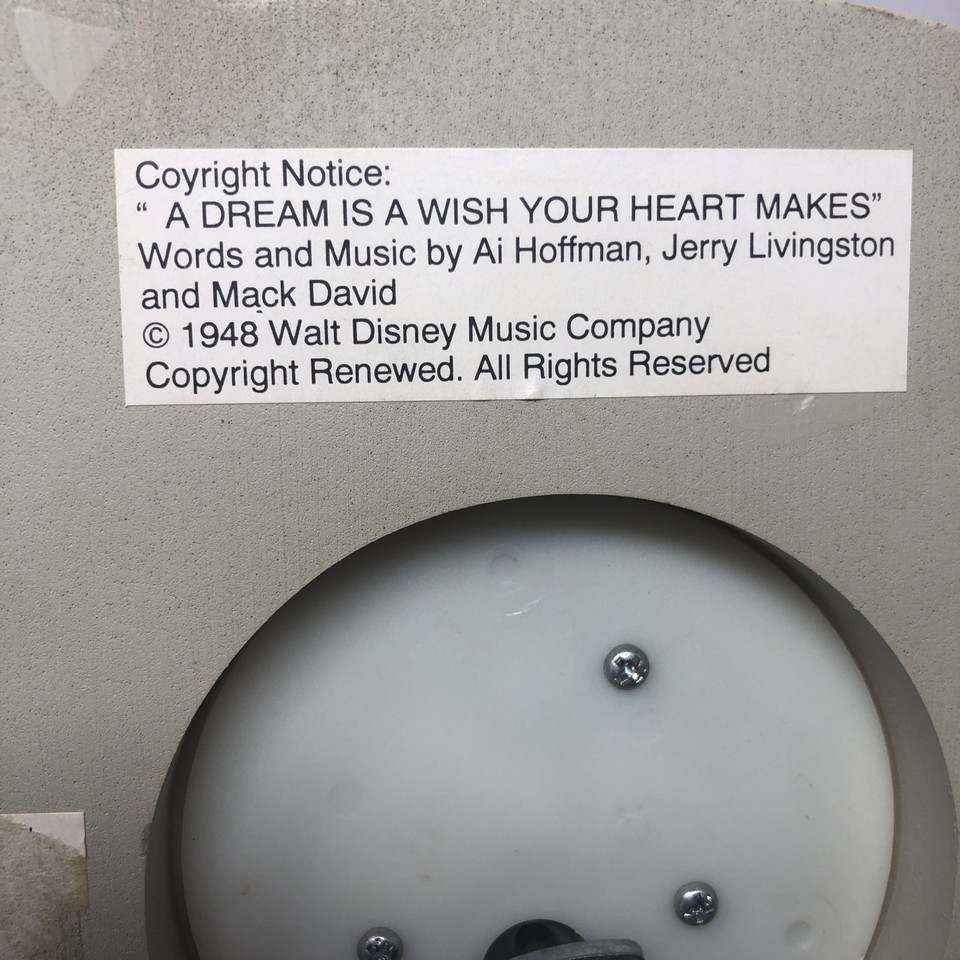 Coyright Notice:
“ A DREAM IS A WISH YOUR HEART MAKES”
Words and Music by Ai Hoffman, Jerry Livingston
and Mack David
© 1948 Walt Disney Music Company
Copyright Renewed. All Rights Reserved